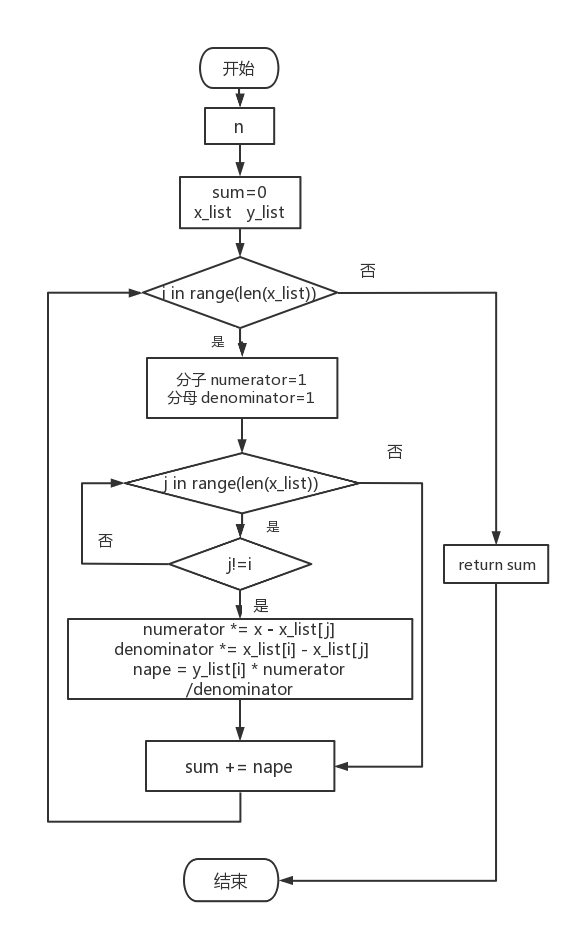 开始
n
sum=0
x_list y_list
i in range(len(x_list))
否
是
分子 numerator=1
分母 denominator=1
否
j in range(len(x_list))
是
否
j!=i
return sum
是
numerator *= x - x_list[j]
denominator *= x_list[i] - x_list[j]
nape = y_list[i] * numerator
/denominator
sum += nape
结束